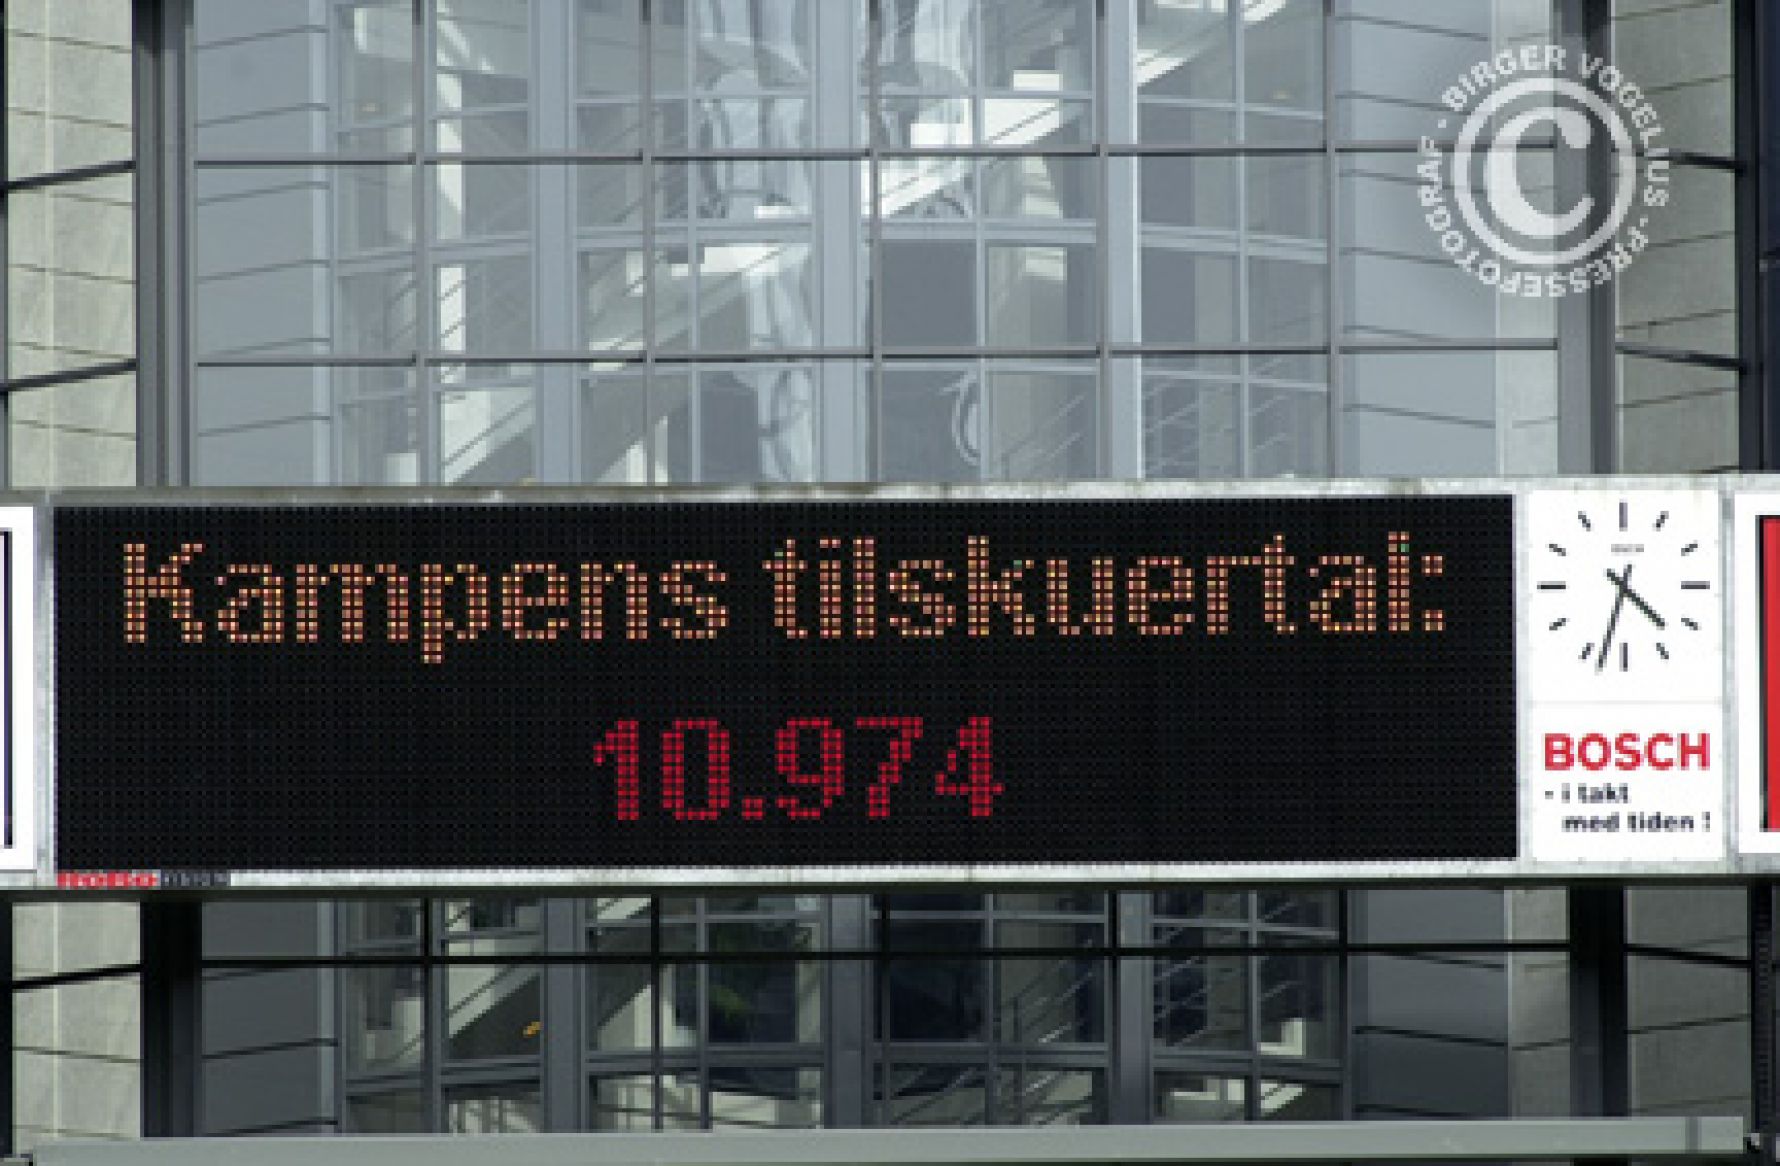 BIRGER VOGELIUS · PRESSEFOTOGRAF ·
©
Kampens tilskuertal:
10.974
BOSCH
- i takt
med tiden !